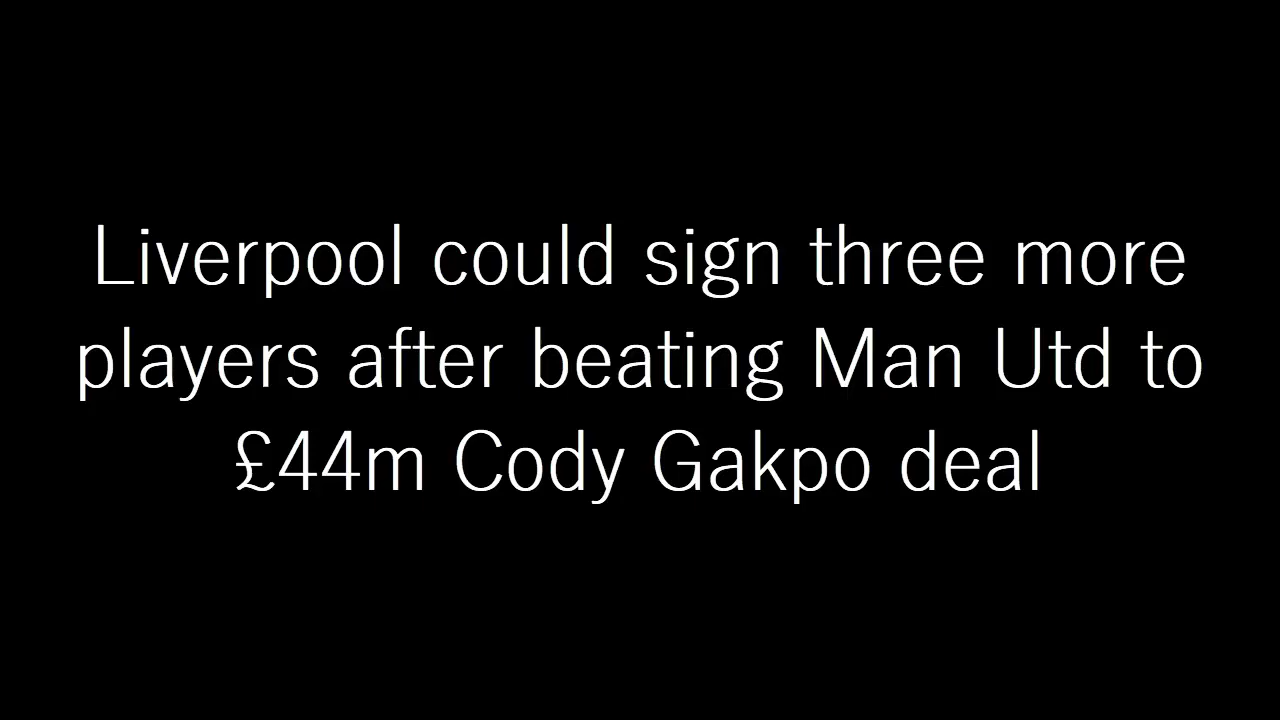 Liverpool could sign three more
players after beating Man Utd to
£44m Cody Gakpo deal